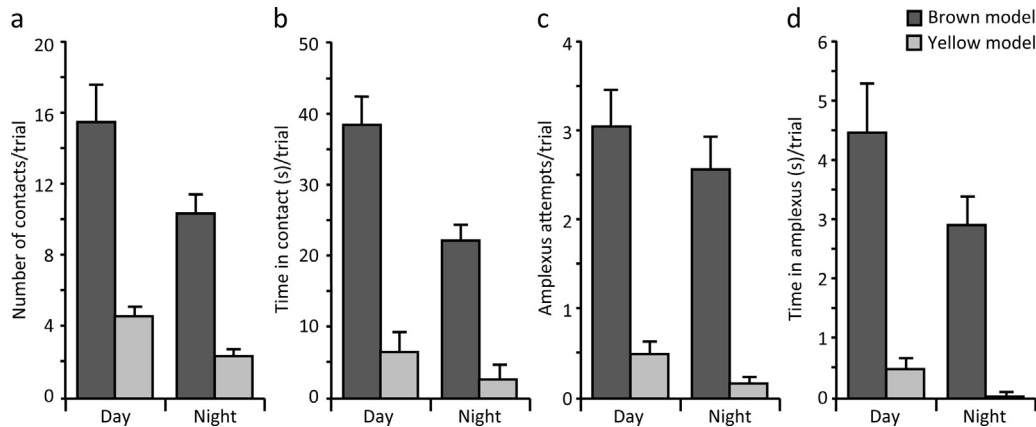 a
Number of contacts/trial
20
16
12
8
4
0
Day
Night
b
Time in contact (s)/trial
50
40
30
20
10
0
Day
Night
c
Amplexus attempts/trial
4
3
2
1
0
Day
Night
d
Time in amplexus (s)/trial
6
5
4
3
2
1
0
Day
Night
Brown model
Yellow model